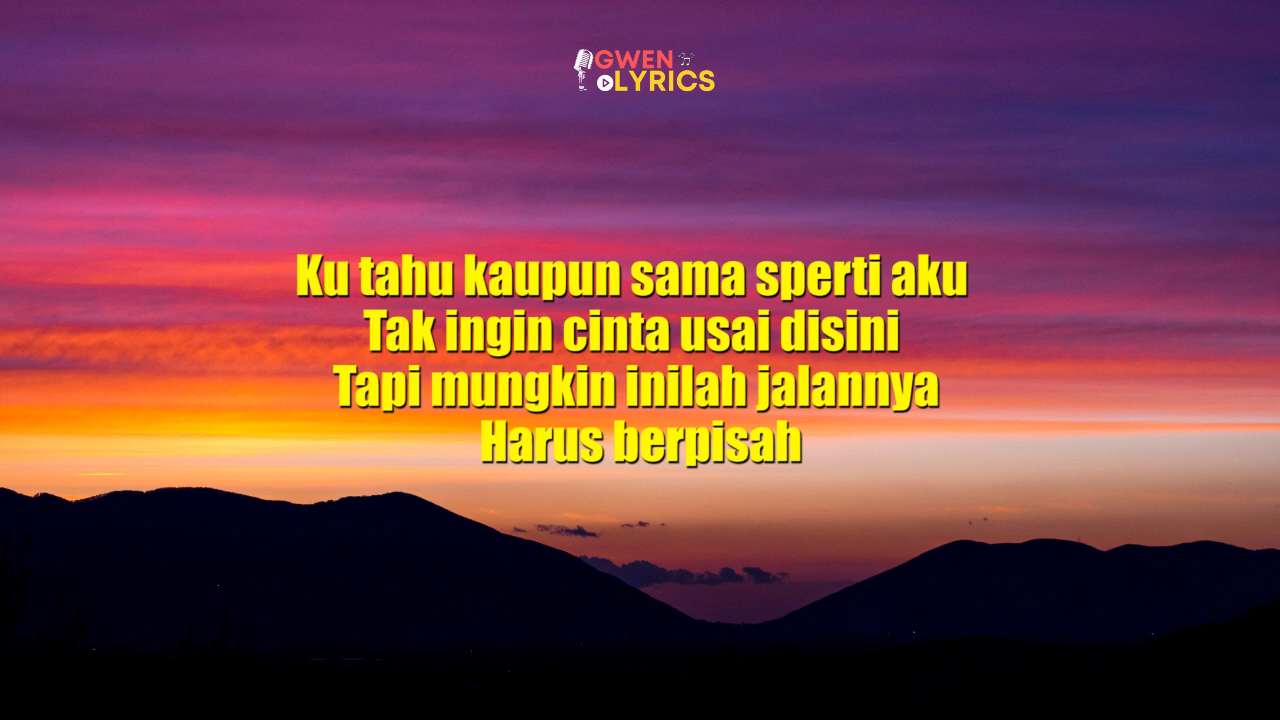 GWEN
LYRICS
Ku tahu kaupun sama sperti aku
Tak ingin cinta usai disini
Tapi mungkin inilah jalannya
Harus berpisah